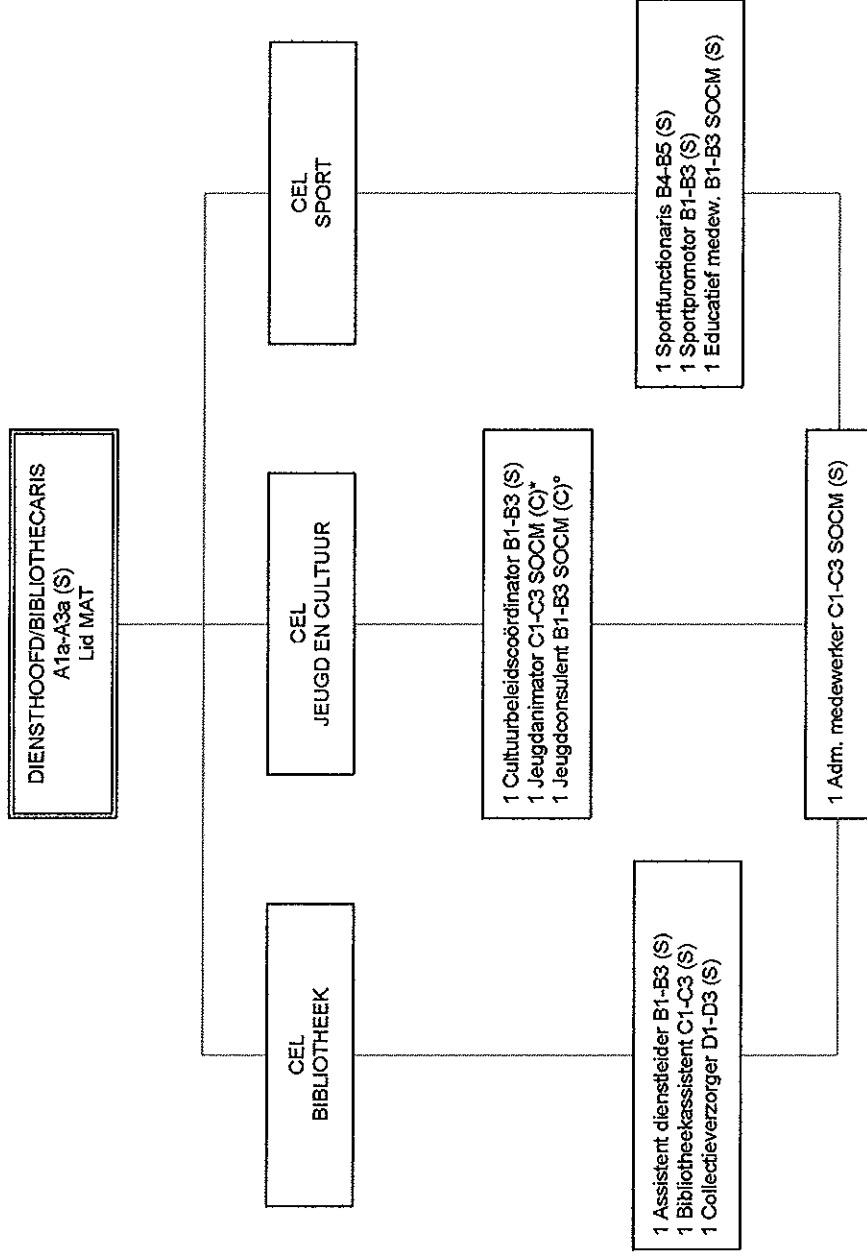 DIENSTHOOFD/BIBLIOTHECARIS
A1a-A3a (S)
Lid MAT
CEL
BIBLIOTHEEK
CEL
JEUGD EN CULTUUR
CEL
SPORT
1 Assistent dienstleider B1-B3 (S)
1 Bibliotheekassistent C1-C3 (S)
1 Collectieverzorger D1-D3 (S)
1 Cultuurbeleidscoördinator B1-B3 (S)
1 Jeugdanimator C1-C3 SOCM (C)*
1 Jeugdconsulent B1-B3 SOCM (C)°
1 Sportfunctionaris B4-B5 (S)
1 Sportpromotor B1-B3 (S)
1 Educatief medew. B1-B3 SOCM (S)
1 Adm. medewerker C1-C3 SOCM (S)